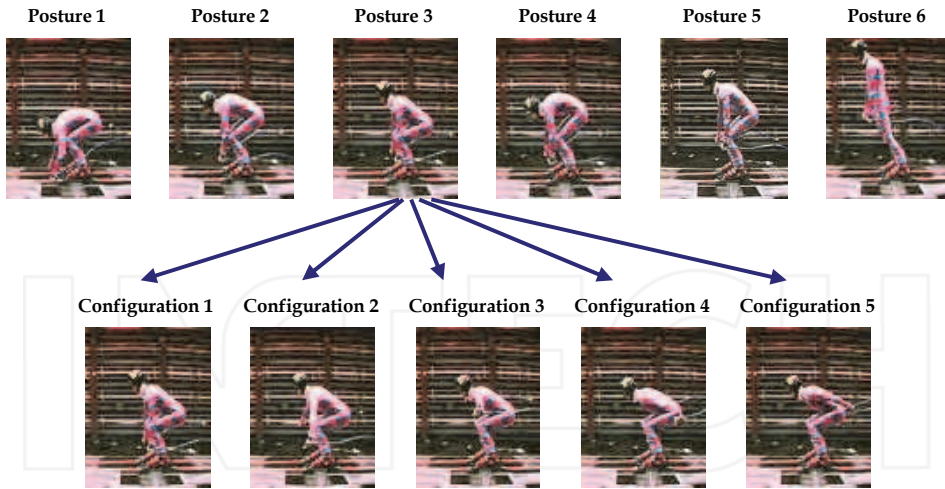 Posture 1 Posture 2 Posture 3 Posture 4 Posture 5 Posture 6
Configuration 1 Configuration 2 Configuration 3 Configuration 4 Configuration 5
INTECH